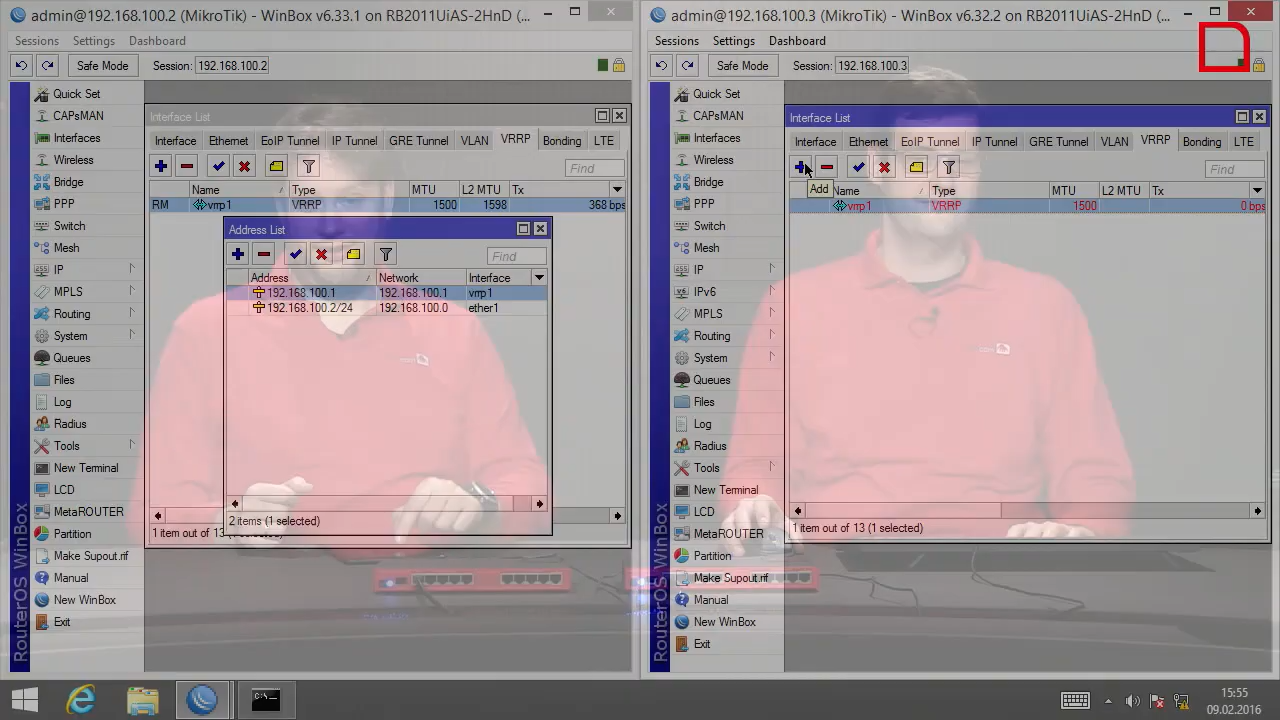 admin@192.168.100.2 (MikroTik) - WinBox v6.33.1 on RB2011UiAS-2HnD (...
Sessions Settings Dashboard
Safe Mode Session: 192.168.100.2
Quick Set
CAPsMAN
Interfaces
Wireless
Bridge
PPP
Switch
Mesh
IP
MPLS
Routing
System
Queues
Files
Log
Radius
Tools
New Terminal
LCD
MetaROUTER
Partition
Make Supout.rif
Manual
New WinBox
Exit
RouterOS WinBox
Interface List
Interface Ethernet EoIP Tunnel IP Tunnel GRE Tunnel VLAN VRRP Bonding LTE
Find
Name Type MTU L2 MTU Tx
RM vrrp1 VRRP 1500 1598 368 bps
Address List
Find
Address Network Interface
192.168.100.1 192.168.100.1 vrrp1
192.168.100.2/24 192.168.100.0 ether1
2 items (1 selected)
1 item out of 13 (1 selected)
admin@192.168.100.3 (MikroTik) - WinBox v6.32.2 on RB2011UiAS-2HnD (...
Sessions Settings Dashboard
Safe Mode Session: 192.168.100.3
Quick Set
CAPsMAN
Interfaces
Wireless
Bridge
PPP
Switch
Mesh
IP
IPv6
MPLS
Routing
System
Queues
Files
Log
Radius
Tools
New Terminal
LCD
MetaROUTER
Partition
Make Supout.rif
Manual
New WinBox
Exit
RouterOS WinBox
Interface List
Interface Ethernet EoIP Tunnel IP Tunnel GRE Tunnel VLAN VRRP Bonding LTE
Find
Add
Name Type MTU L2 MTU Tx
vrrp1 VRRP 1500 0 bps
1 item out of 13 (1 selected)
15:55
09.02.2016